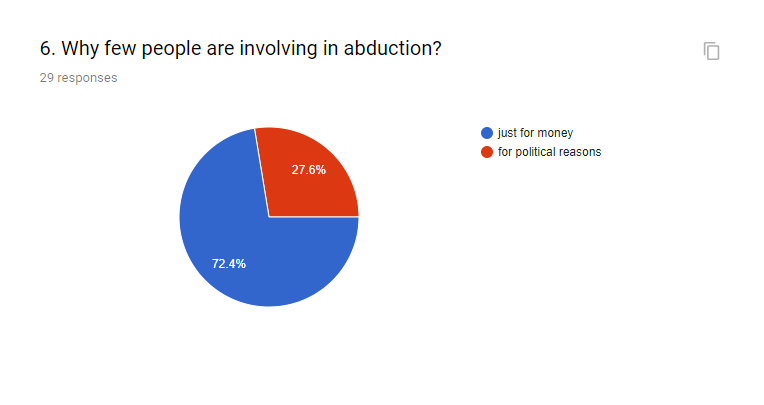 6. Why few people are involving in abduction?
29 responses
just for money
for political reasons
27.6%
72.4%